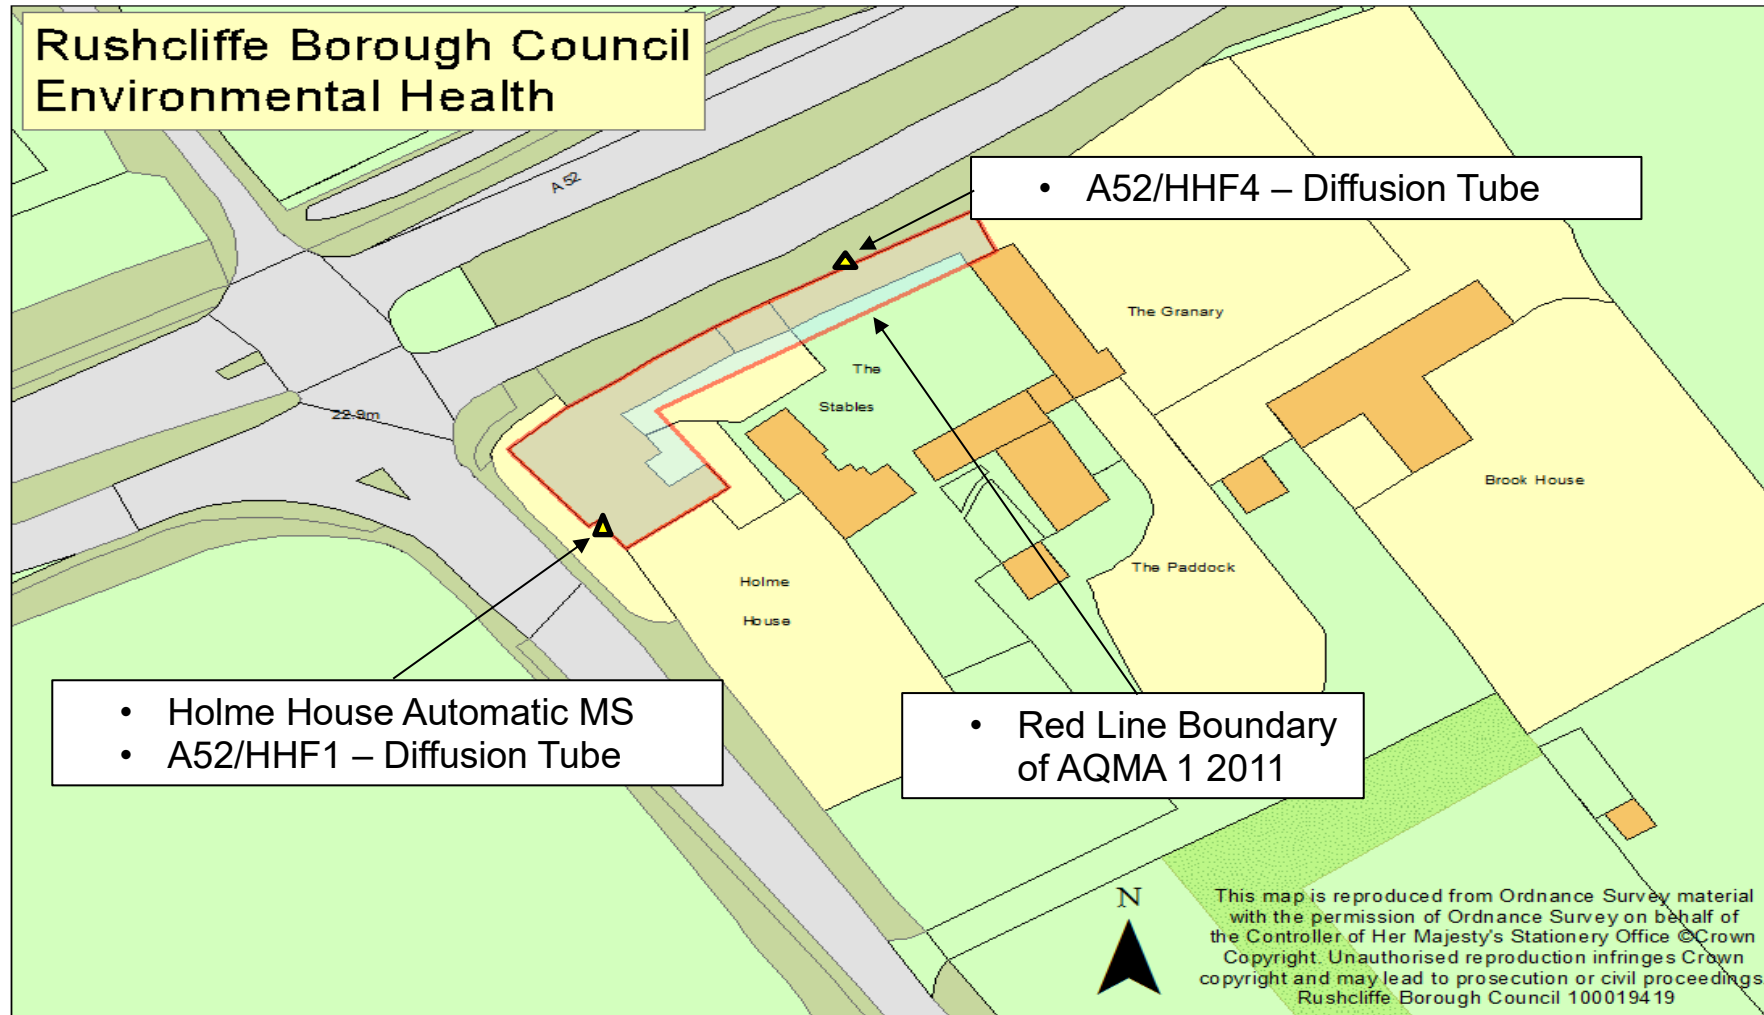 Rushcliffe Borough Council
Environmental Health
A 52
• A52/HHF4 – Diffusion Tube
The Granary
The
Stables
22.9m
Brook House
The Paddock
Holme
House
• Holme House Automatic MS
• A52/HHF1 – Diffusion Tube
• Red Line Boundary
of AQMA 1 2011
N
This map is reproduced from Ordnance Survey material
with the permission of Ordnance Survey on behalf of
the Controller of Her Majesty's Stationery Office ©Crown
Copyright. Unauthorised reproduction infringes Crown
copyright and may lead to prosecution or civil proceedings
Rushcliffe Borough Council 100019419